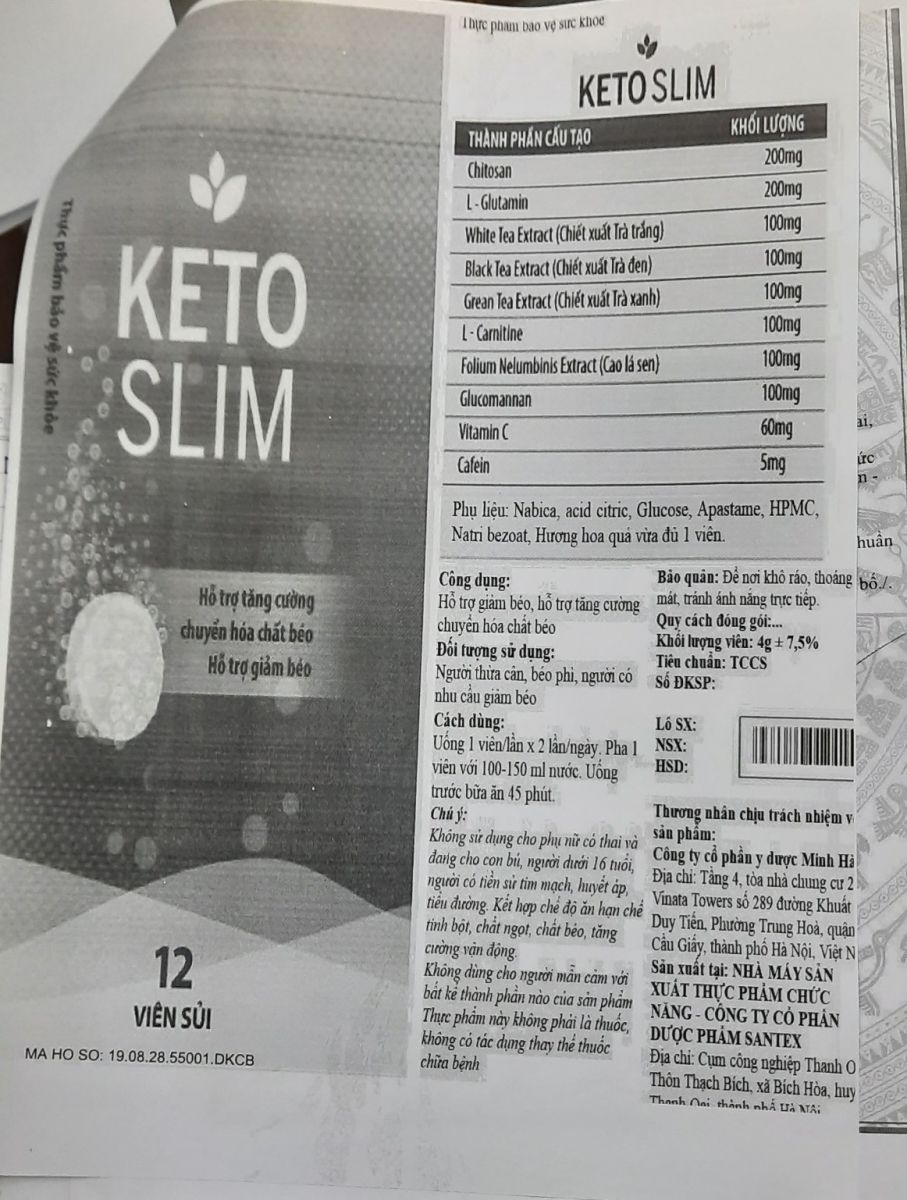 Thực phẩm bảo vệ sức khỏe
KETO
SLIM
Hỗ trợ tăng cường
chuyển hóa chất béo
Hỗ trợ giảm béo
12
VIÊN SỦI
MA HO SO: 19.08.28.55001.DKCB
Thực phẩm bảo vệ sức khỏe
KETO SLIM
THÀNH PHẦN CẤU TẠO KHỐI LƯỢNG
Chitosan 200mg
L - Glutamin 200mg
White Tea Extract (Chiết xuất Trà trắng) 100mg
Black Tea Extract (Chiết xuất Trà đen) 100mg
Grean Tea Extract (Chiết xuất Trà xanh) 100mg
L - Carnitine 100mg
Folium Nelumbinis Extract (Cao lá sen) 100mg
Glucomannan 100mg
Vitamin C 60mg
Cafein 5mg
Phụ liệu: Nabica, acid citric, Glucose, Apastame, HPMC,
Natri bezoat, Hương hoa quả vừa đủ 1 viên.
Công dụng:
Hỗ trợ giảm béo, hỗ trợ tăng cường
chuyển hóa chất béo
Đối tượng sử dụng:
Người thừa cân, béo phì, người có
nhu cầu giảm béo
Cách dùng:
Uống 1 viên/lần x 2 lần/ngày. Pha 1
viên với 100-150 ml nước. Uống
trước bữa ăn 45 phút.
Chú ý:
Không sử dụng cho phụ nữ có thai và
đang cho con bú, người dưới 16 tuổi,
người có tiền sử tim mạch, huyết áp,
tiểu đường. Kết hợp chế độ ăn hạn chế
tinh bột, chất ngọt, chất béo, tăng
cường vận động.
Không dùng cho người mẫn cảm với
bất kể thành phần nào của sản phẩm
Thực phẩm này không phải là thuốc,
không có tác dụng thay thế thuốc
chữa bệnh
Bảo quản: Để nơi khô ráo, thoáng
mát, tránh ánh nắng trực tiếp.
Quy cách đóng gói:...
Khối lượng viên: 4g ± 7,5%
Tiêu chuẩn: TCCS
Số ĐKSP:
Lô SX:
NSX:
HSD:
Thương nhân chịu trách nhiệm v
sản phẩm:
Công ty cổ phần y dược Minh Hà
Địa chỉ: Tầng 4, tòa nhà chung cư 2
Vinata Towers số 289 đường Khuất
Duy Tiến, Phường Trung Hoà, quận
Cầu Giấy, thành phố Hà Nội, Việt N
Sản xuất tại: NHÀ MÁY SẢN
XUẤT THỰC PHẨM CHỨC
NĂNG - CÔNG TY CỔ PHẦN
DƯỢC PHẨM SANTEX
Địa chỉ: Cụm công nghiệp Thanh O
Thôn Thạch Bích, xã Bích Hòa, huy
Thanh Oai, thành phố Hà Nội
ai,
ức
n -
huẩn
bố./.